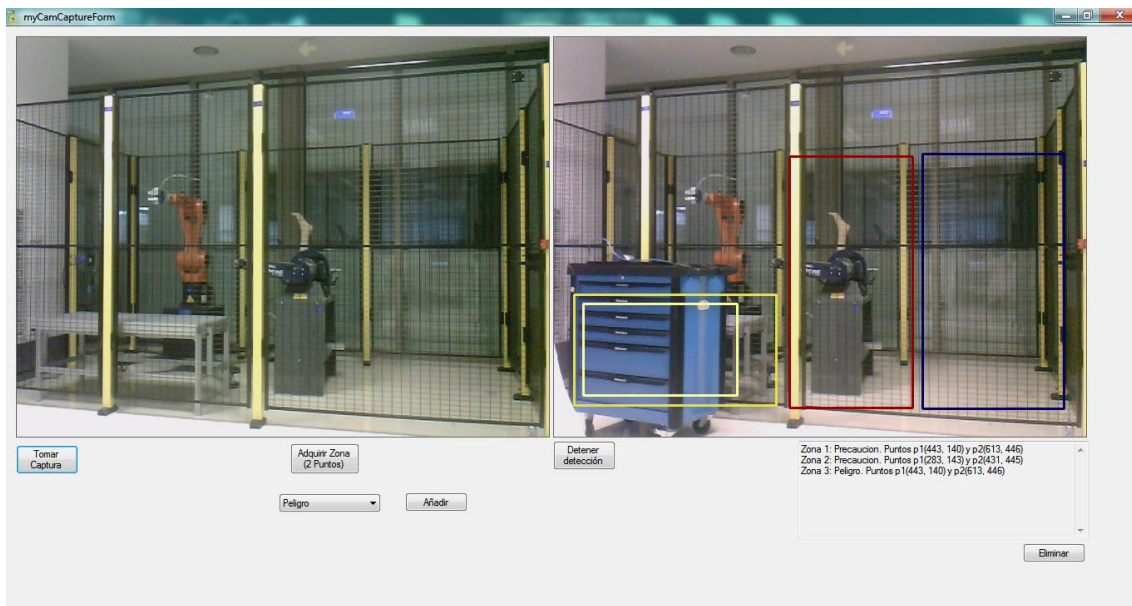 myCamCaptureForm
Tomar
Captura
Adquirir Zona
(2 Puntos)
Detener
detección
Zona 1: Precaucion. Puntos p1(443, 140) y p2(613, 446)
Zona 2: Precaucion. Puntos p1(283, 143) y p2(431, 445)
Zona 3: Peligro. Puntos p1(443, 140) y p2(613, 446)
Peligro
Añadir
Eliminar